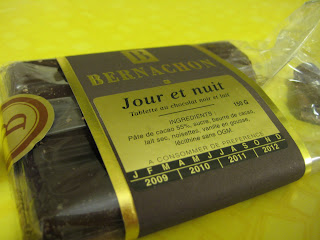 B
BERNACHON
Jour et nuit
Tablette au chocolat noir et lait
150 G
INGREDIENTS
Pâte de cacao 55%, sucre, beurre de cacao,
lait sec, noisettes, vanille en gousse,
lécithine sans OGM.
A CONSOMMER DE PREFERENCE
J F M A M J J A S O N D
2009 2010 2011 2012